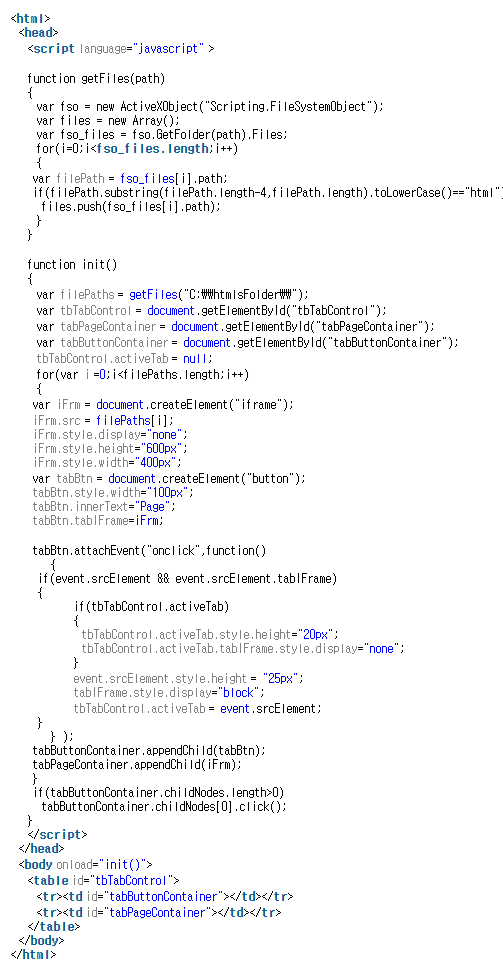 <html>
<head>
<script language="javascript" >
function getFiles(path)
{
var fso = new ActiveXObject("Scripting.FileSystemObject");
var files = new Array();
var fso_files = fso.GetFolder(path).Files;
for(i=0;i<fso_files.length;i++)
{
var filePath = fso_files[i].path;
if(filePath.substring(filePath.length-4,filePath.length).toLowerCase()=="html")
files.push(fso_files[i].path);
}
}
function init()
{
var filePaths = getFiles("C:₩₩htmlsFolder₩₩");
var tbTabControl = document.getElementById("tbTabControl");
var tabPageContainer = document.getElementById("tabPageContainer");
var tabButtonContainer = document.getElementById("tabButtonContainer");
tbTabControl.activeTab = null;
for(var i =0;i<filePaths.length;i++)
{
var iFrm = document.createElement("iframe");
iFrm.src = filePaths[i];
iFrm.style.display="none";
iFrm.style.height="600px";
iFrm.style.width="400px";
var tabBtn = document.createElement("button");
tabBtn.style.width="100px";
tabBtn.innerText="Page";
tabBtn.tabIFrame=iFrm;
tabBtn.attachEvent("onclick",function()
{
if(event.srcElement && event.srcElement.tabIFrame)
{
if(tbTabControl.activeTab)
{
tbTabControl.activeTab.style.height="20px";
tbTabControl.activeTab.tabIFrame.style.display="none";
}
event.srcElement.style.height = "25px";
tabIFrame.style.display="block";
tbTabControl.activeTab = event.srcElement;
}
} );
tabButtonContainer.appendChild(tabBtn);
tabPageContainer.appendChild(iFrm);
}
if(tabButtonContainer.childNodes.length>0)
tabButtonContainer.childNodes[0].click();
}
</script>
</head>
<body onload="init()">
<table id="tbTabControl">
<tr><td id="tabButtonContainer"></td></tr>
<tr><td id="tabPageContainer"></td></tr>
</table>
</body>
</html>